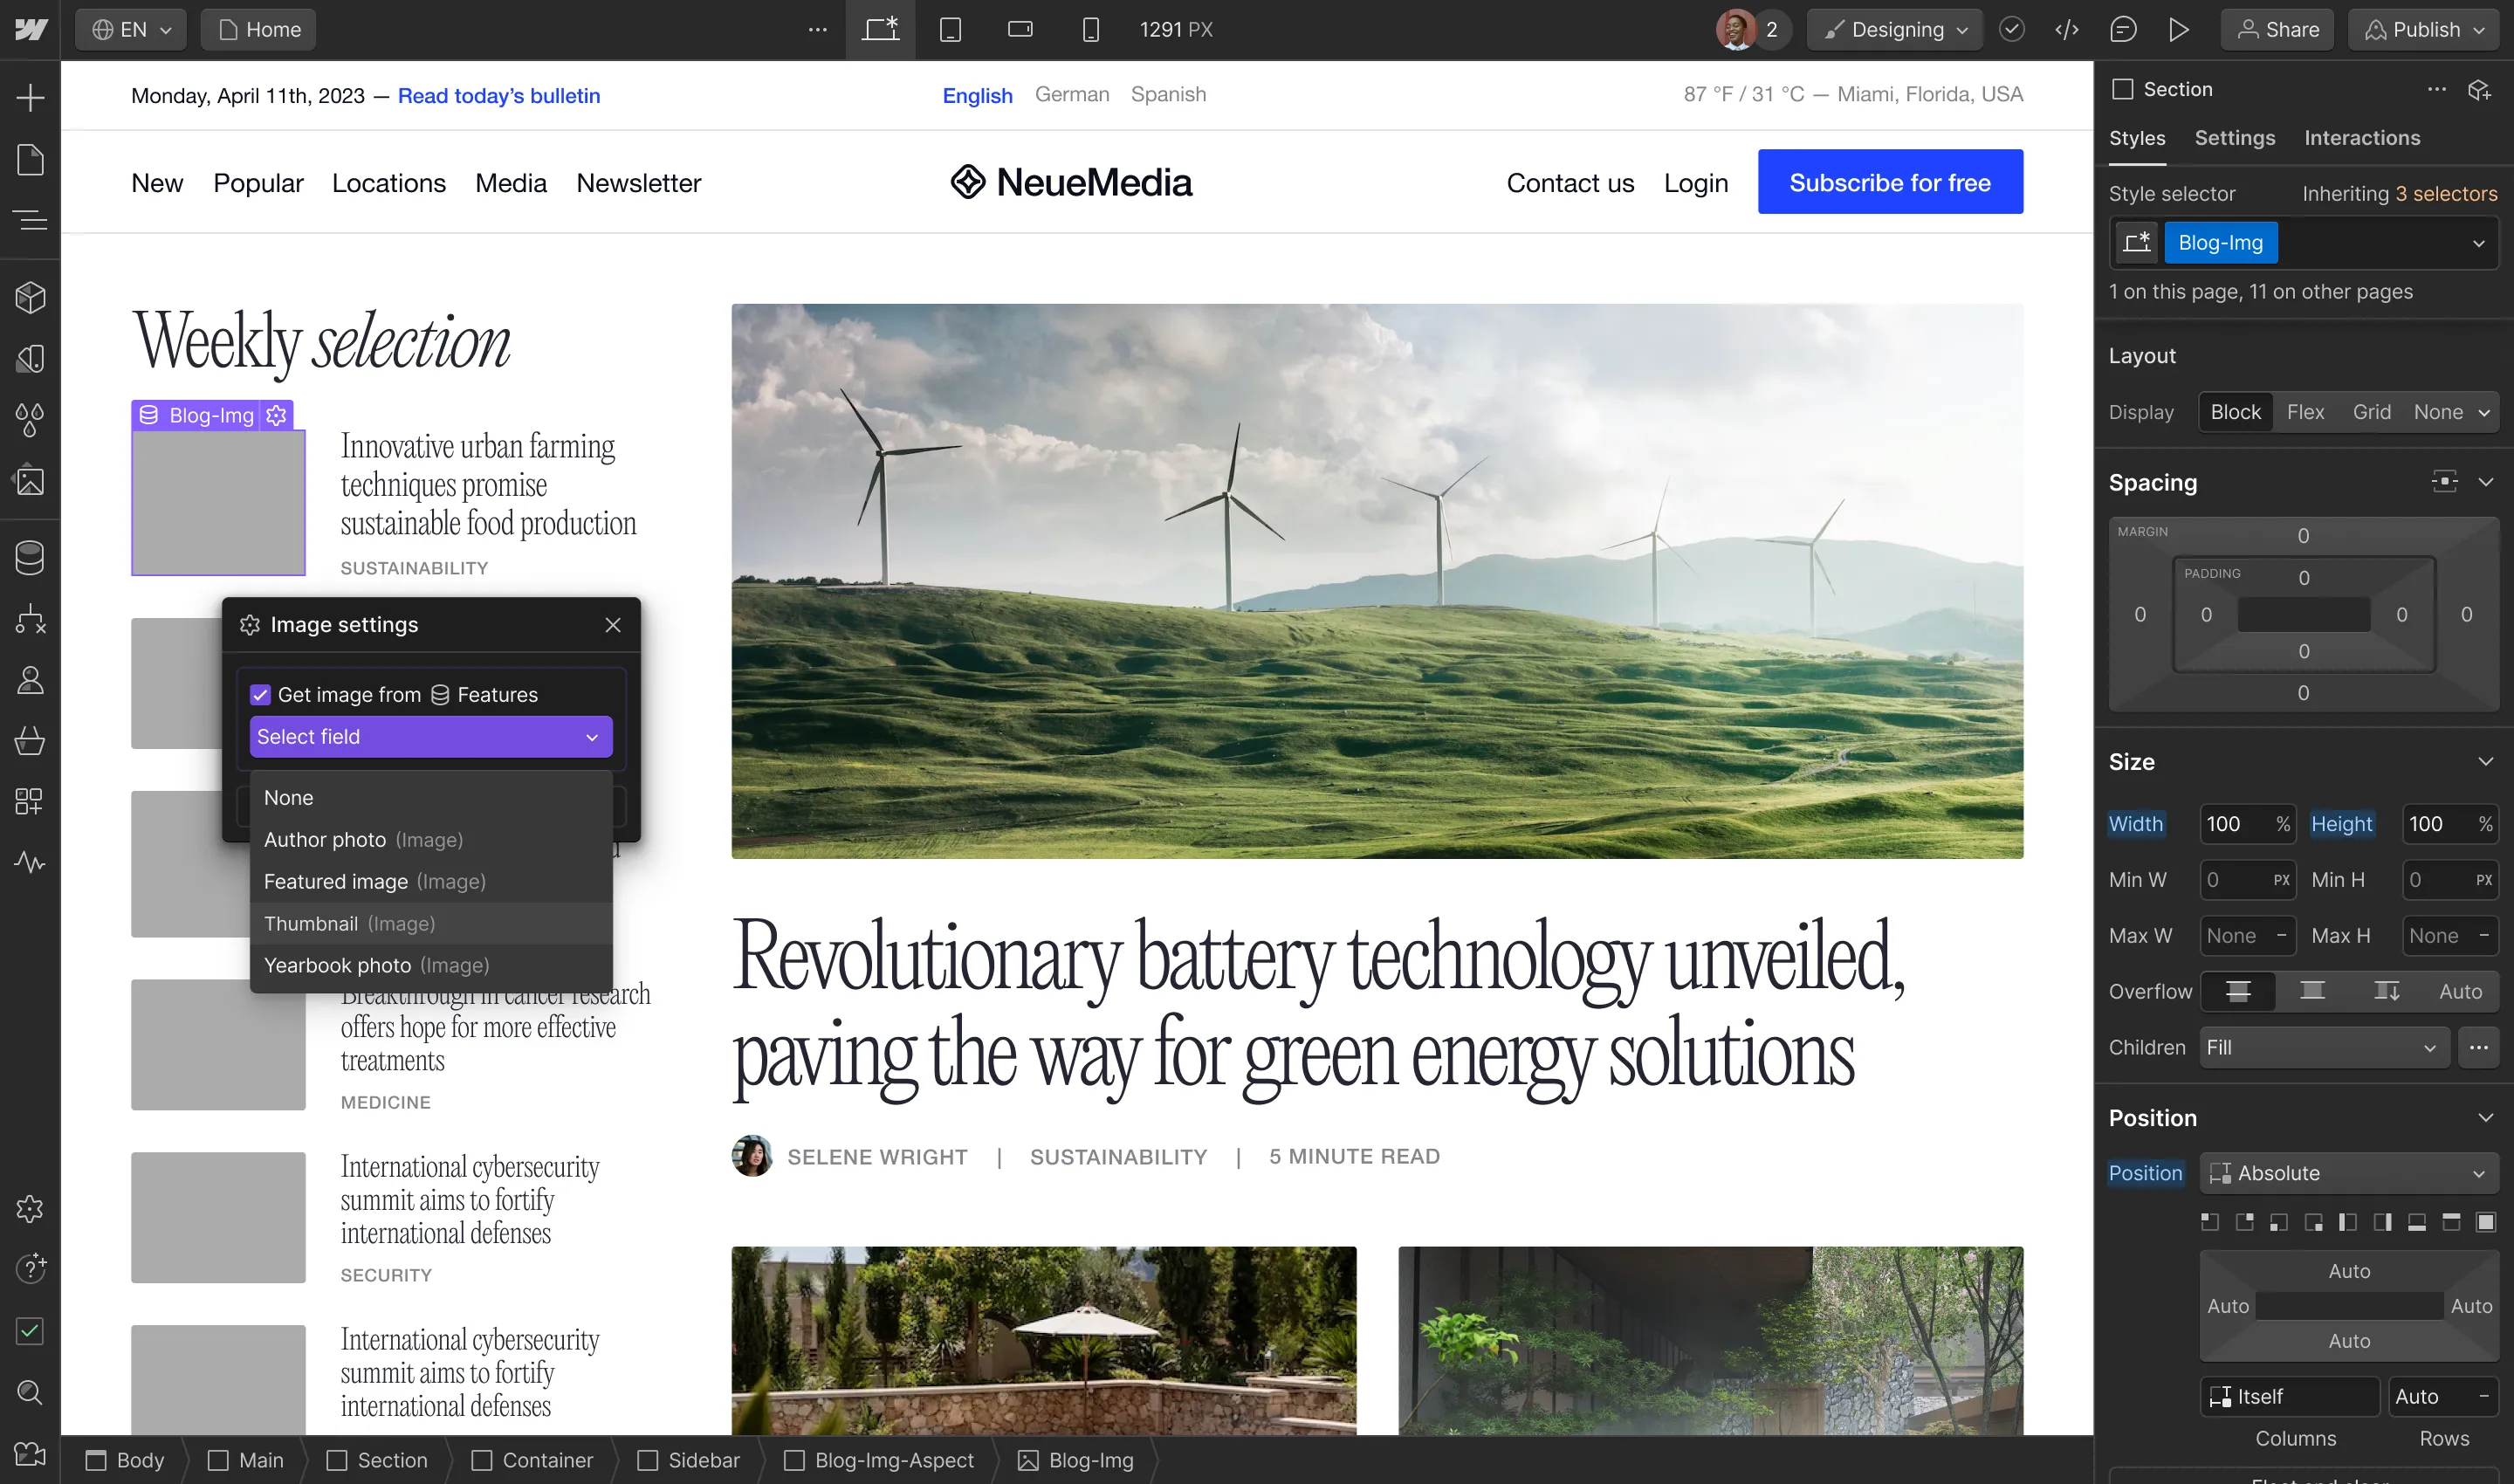 EN
Home
1291 PX
2
Designing
Share
Publish
Monday, April 11th, 2023 — Read today's bulletin
English German Spanish
87 °F / 31 °C — Miami, Florida, USA
New Popular Locations Media Newsletter
NeueMedia
Contact us Login Subscribe for free
Weekly selection
Blog-Img
Innovative urban farming
techniques promise
sustainable food production
SUSTAINABILITY
Image settings
Get image from Features
Select field
None
Author photo (Image)
Featured image (Image)
Thumbnail (Image)
Yearbook photo (Image)
Breakthrough in cancer research
offers hope for more effective
treatments
MEDICINE
International cybersecurity
summit aims to fortify
international defenses
SECURITY
International cybersecurity
summit aims to fortify
international defenses
Revolutionary battery technology unveiled,
paving the way for green energy solutions
SELENE WRIGHT | SUSTAINABILITY | 5 MINUTE READ
Body
Main
Section
Container
Sidebar
Blog-Img-Aspect
Blog-Img
Section
Styles Settings Interactions
Style selector Inheriting 3 selectors
Blog-Img
1 on this page, 11 on other pages
Layout
Display Block Flex Grid None
Spacing
MARGIN
0
PADDING
0
0 0 0 0
0
0
Size
Width 100 % Height 100 %
Min W 0 PX Min H 0 PX
Max W None – Max H None –
Overflow Auto
Children Fill
Position
Position Absolute
Auto
Auto Auto
Auto
Itself Auto –
Columns Rows